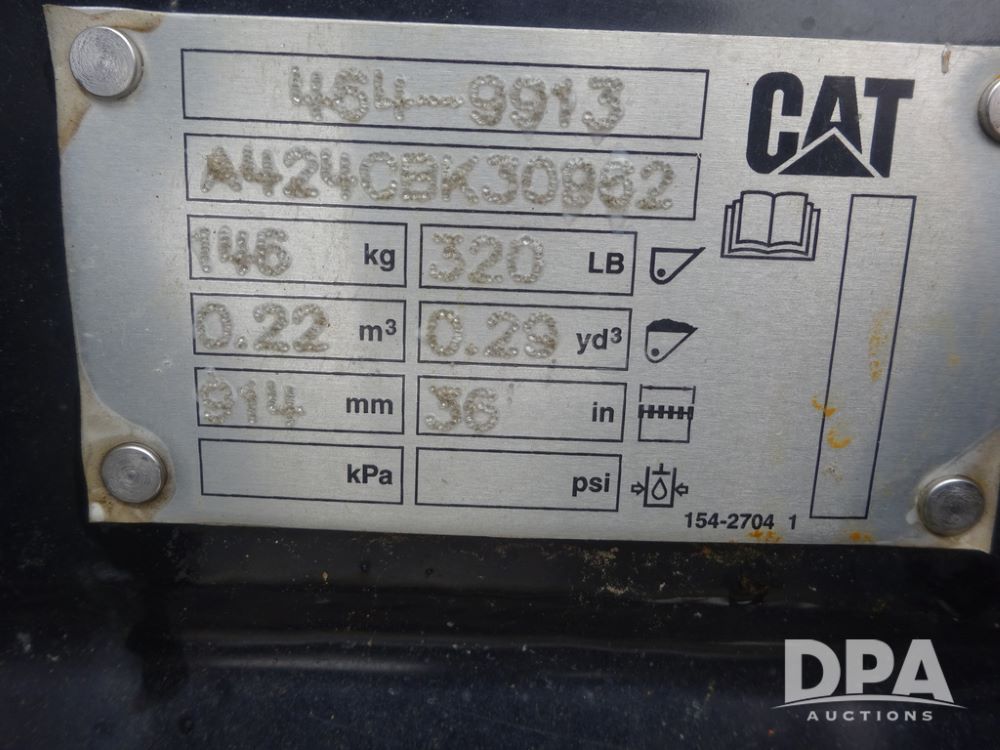 464-9913
CAT
A424CBK30862
146 kg 320 LB
0.22 m³ 0.29 yd³
914 mm 36 in
kPa psi
154-2704 1
DPA
AUCTIONS